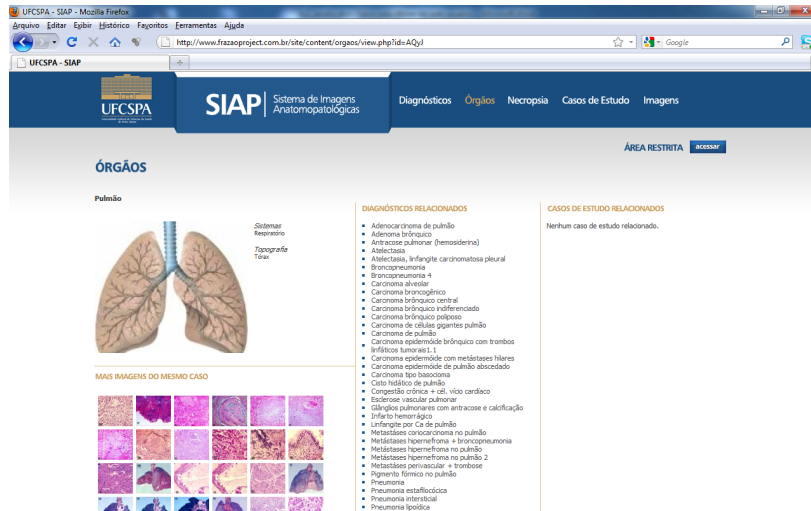 UFCSPA - SIAP - Mozilla Firefox
Arquivo Editar Exibir Histórico Favoritos Ferramentas Ajuda
http://www.frazaoproject.com.br/site/content/orgaos/view.php?id=AQyJ
Google
UFCSPA - SIAP
UFCSPA
SIAP
Sistema de Imagens
Anatomopatológicas
Diagnósticos Órgãos Necropsia Casos de Estudo Imagens
ÁREA RESTRITA acessar
ÓRGÃOS
Pulmão
Sistemas
Respiratório
Topografia
Tórax
MAIS IMAGENS DO MESMO CASO
DIAGNÓSTICOS RELACIONADOS
Adenocarcinoma de pulmão
Adenoma brônquico
Antracose pulmonar (hemosiderina)
Atelectasia
Atelectasia, linfangite carcinomatosa pleural
Broncopneumonia
Broncopneumonia 4
Carcinoma alveolar
Carcinoma broncogênico
Carcinoma brônquico central
Carcinoma brônquico indiferenciado
Carcinoma brônquico poliposo
Carcinoma de células gigantes pulmão
Carcinoma de pulmão
Carcinoma epidermóide brônquico com trombos
linfáticos tumorais1.1
Carcinoma epidermóide com metástases hilares
Carcinoma epidermóide de pulmão abscedado
Carcinoma tipo basocioma
Cisto hidático de pulmão
Congestão crônica + cél. vício cardíaco
Esclerose vascular pulmonar
Glânglios pulmonares com antracose e calcificação
Infarto hemorrágico
Linfangite por Ca de pulmão
Metastáses coriocarcinoma no pulmão
Metástases hipernefroma + broncopneumonia
Metástases hipernefroma no pulmão
Metástases hipernefroma no pulmão 2
Metastáses perivascular + trombose
Pigmento fórmico no pulmão
Pneumonia
Pneumonia estafilocócica
Pneumonia intersticial
Pneumonia lipoídica
CASOS DE ESTUDO RELACIONADOS
Nenhum caso de estudo relacionado.